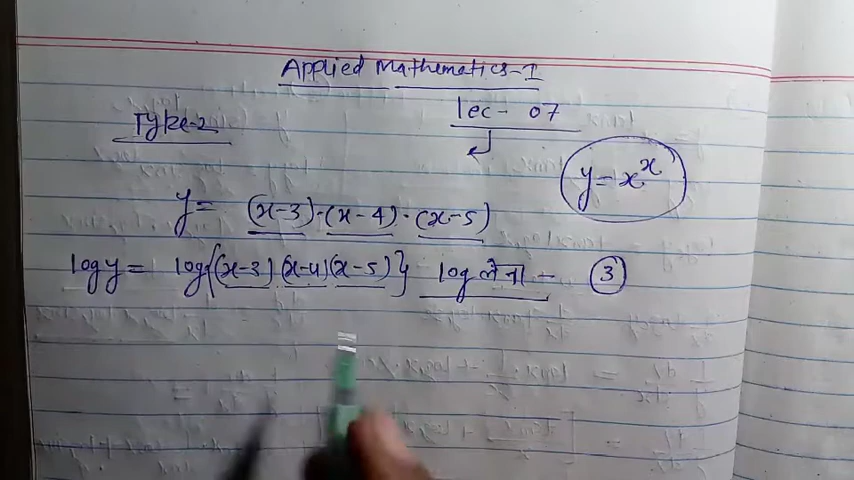 Applied Mathematics-I
lec- 07
Type-2
y = x^x
y = (x-3)·(x-4)·(x-5)
log y = log{(x-3)(x-4)(x-5)} log लेना - 3